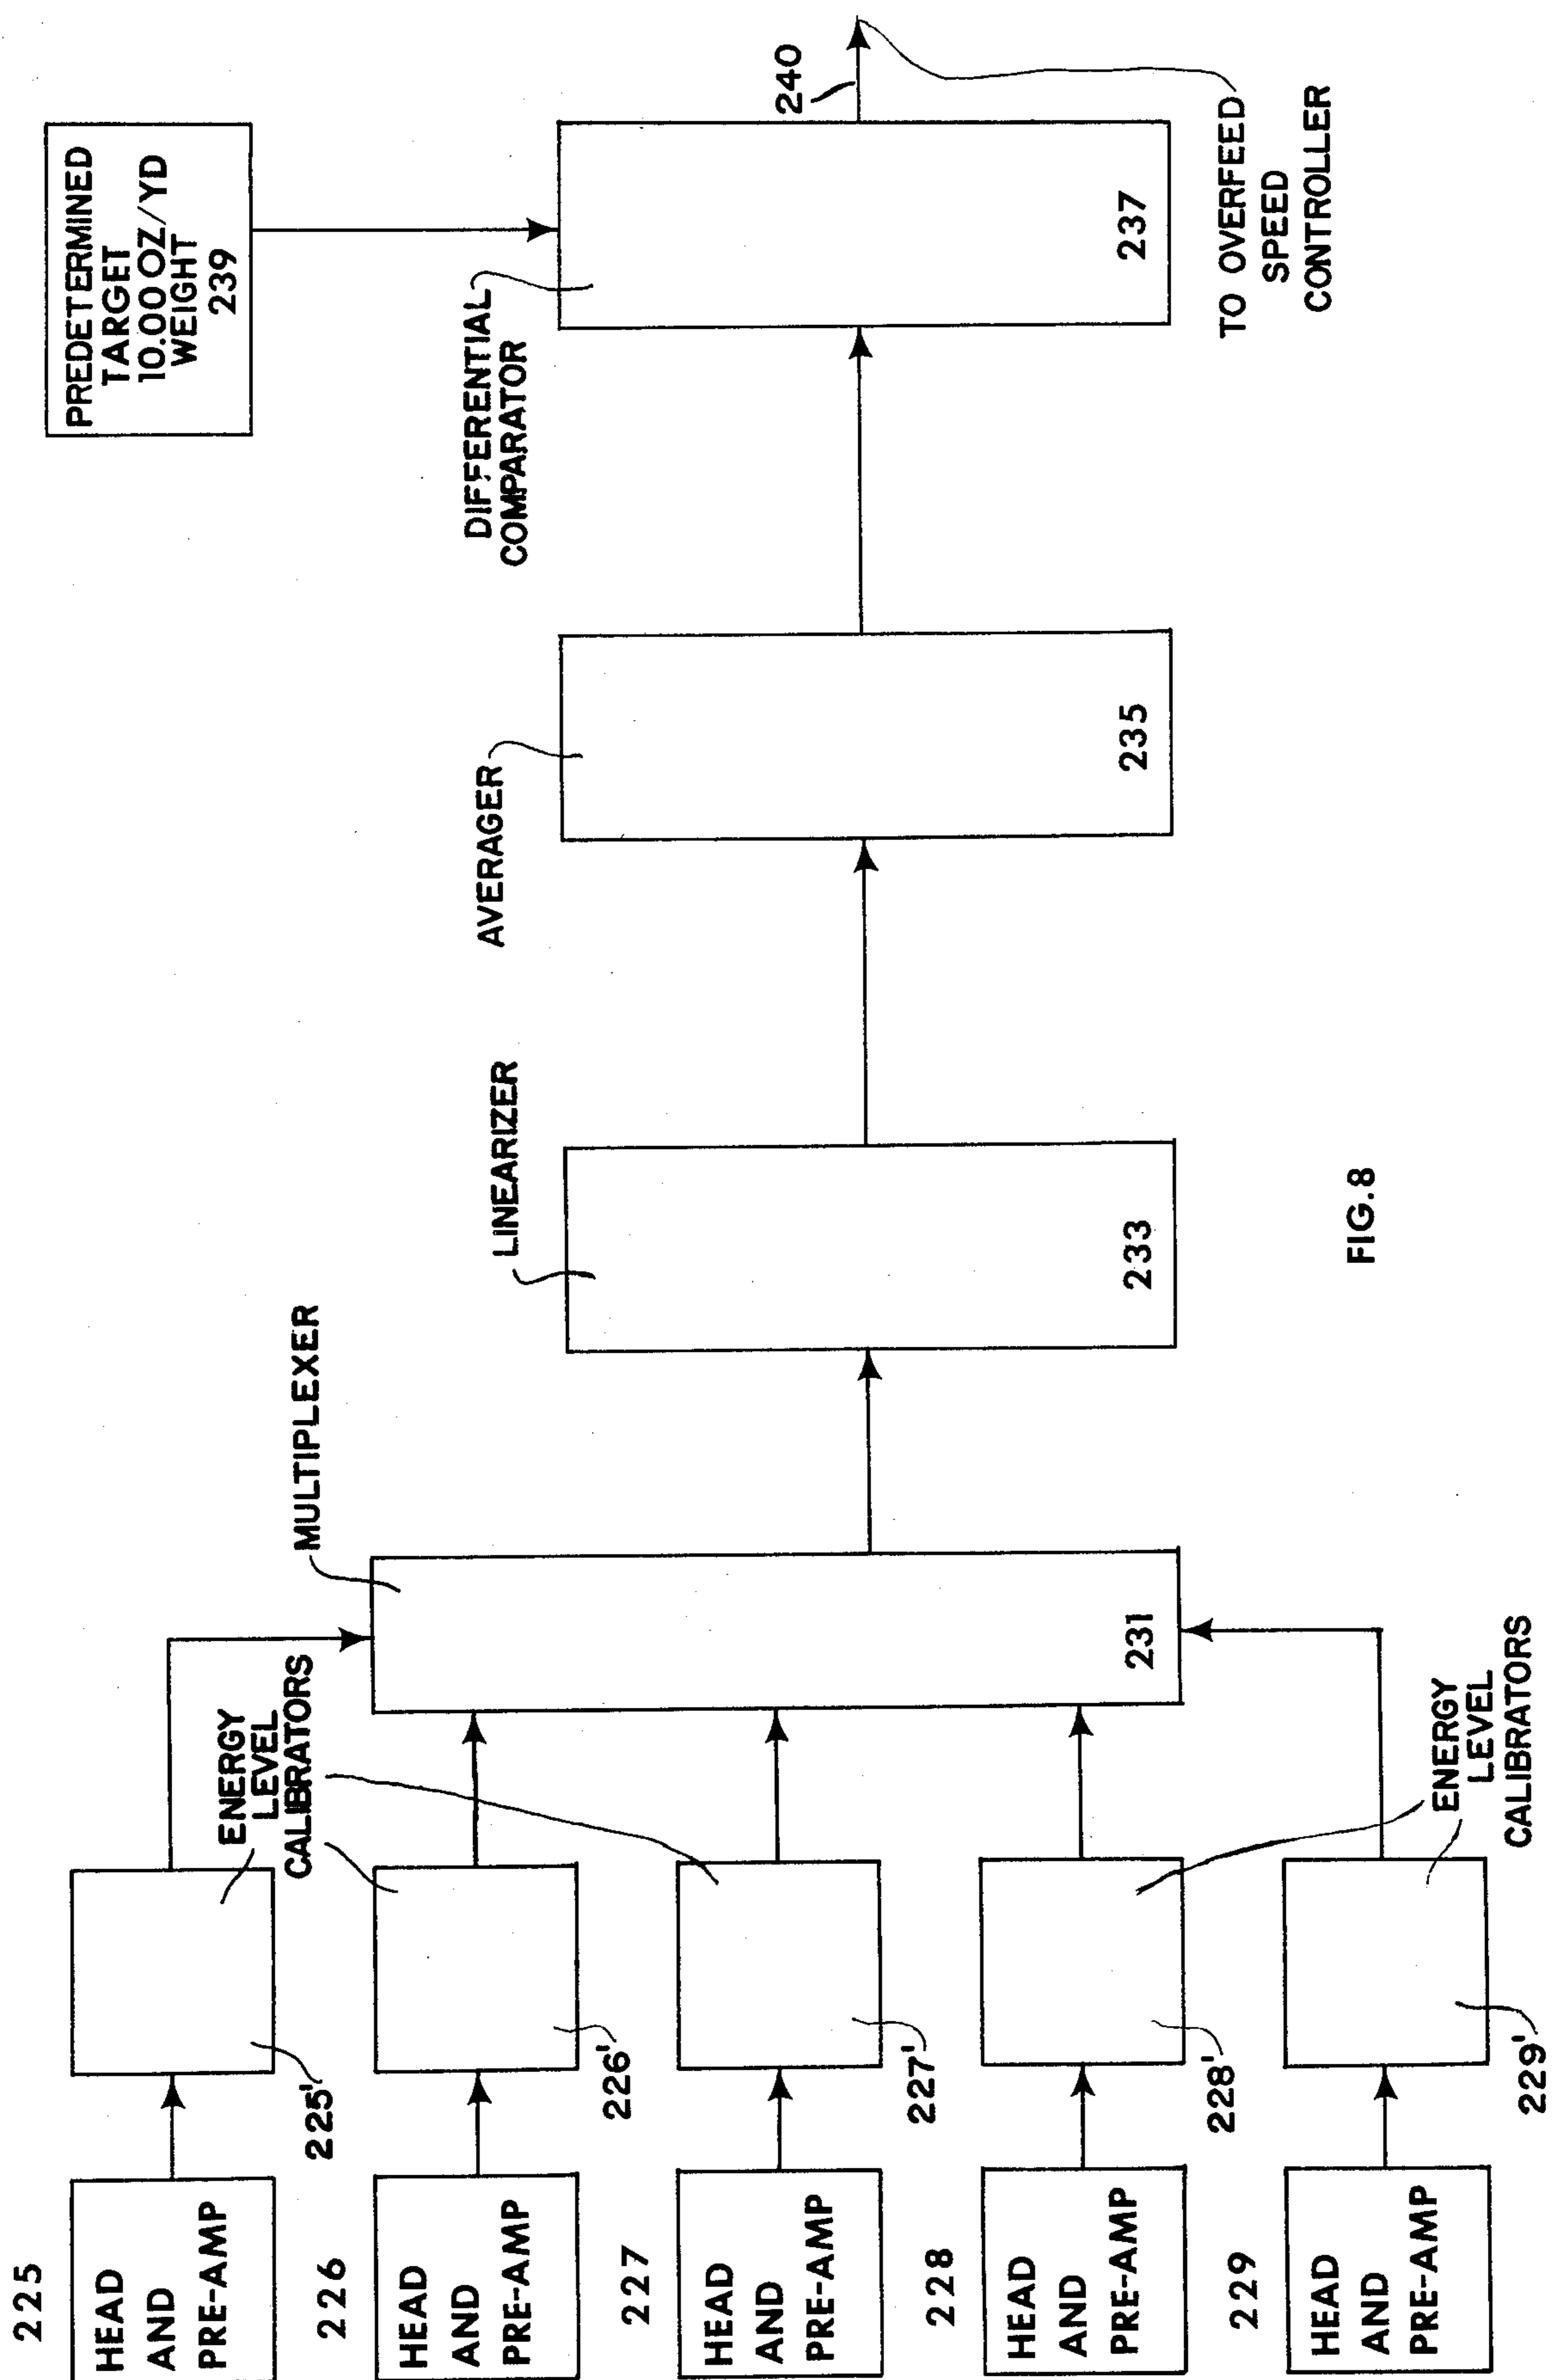 225
HEAD
AND
PRE-AMP
226
HEAD
AND
PRE-AMP
227
HEAD
AND
PRE-AMP
228
HEAD
AND
PRE-AMP
229
HEAD
AND
PRE-AMP
225'
226'
227'
228'
229'
ENERGY
LEVEL
CALIBRATORS
ENERGY
LEVEL
CALIBRATORS
MULTIPLEXER
231
LINEARIZER
233
AVERAGER
235
DIFFERENTIAL
COMPARATOR
237
PREDETERMINED
TARGET
10.00 OZ/YD
WEIGHT
239
240
TO OVERFEED
SPEED
CONTROLLER
FIG.8